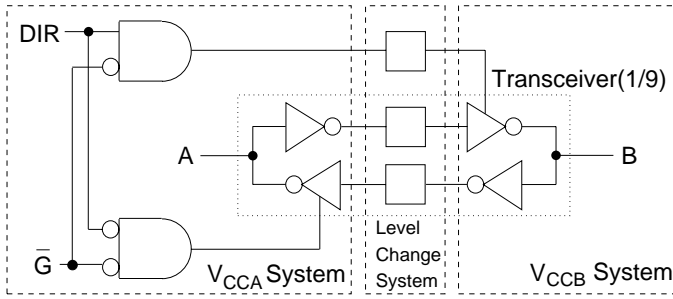 DIR
Transceiver(1/9)
A
B
Level
Change
System
G̅
VCCA System
VCCB System